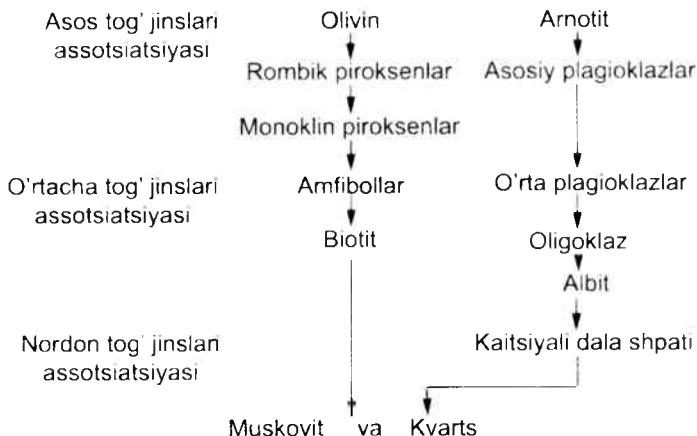 Asos tog' jinslari
assotsiatsiyasi
Olivin
Arnotit
Rombik piroksenlar
Asosiy plagioklazlar
Monoklin piroksenlar
O'rtacha tog' jinslari
assotsiatsiyasi
Amfibollar
O'rta plagioklazlar
Biotit
Oligoklaz
Albit
Nordon tog' jinslari
assotsiatsiyasi
Kaitsiyali dala shpati
Muskovit va Kvarts